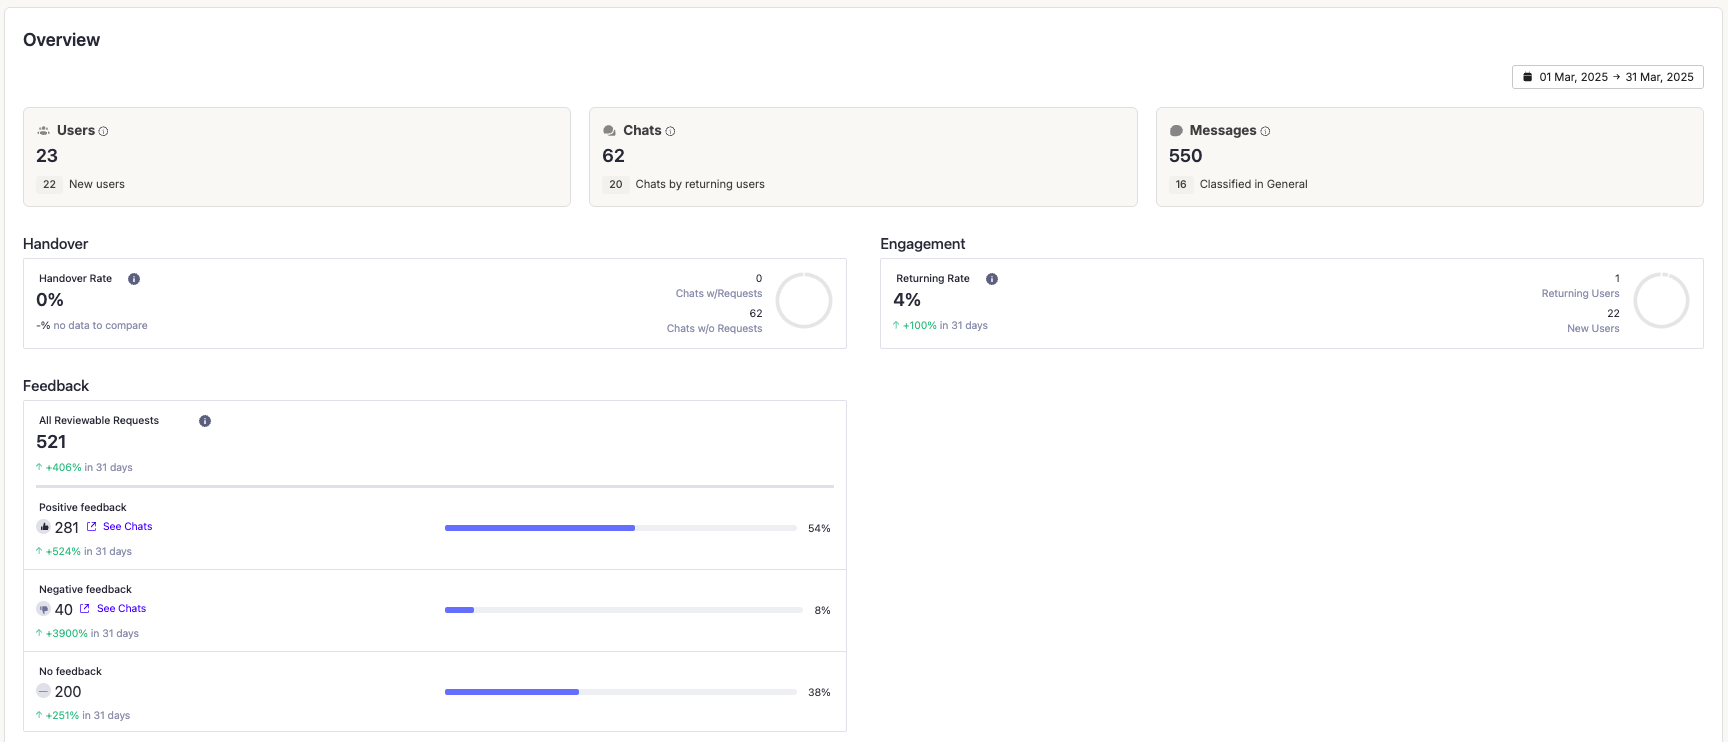 Overview
01 Mar, 2025 → 31 Mar, 2025
Users
23
22 New users
Chats
62
20 Chats by returning users
Messages
550
16 Classified in General
Handover
Handover Rate
0%
-% no data to compare
0
Chats w/Requests
62
Chats w/o Requests
Engagement
Returning Rate
4%
↑ +100% in 31 days
1
Returning Users
22
New Users
Feedback
All Reviewable Requests
521
↑ +406% in 31 days
Positive feedback
281 See Chats
54%
↑ +524% in 31 days
Negative feedback
40 See Chats
8%
↑ +3900% in 31 days
No feedback
200
38%
↑ +251% in 31 days